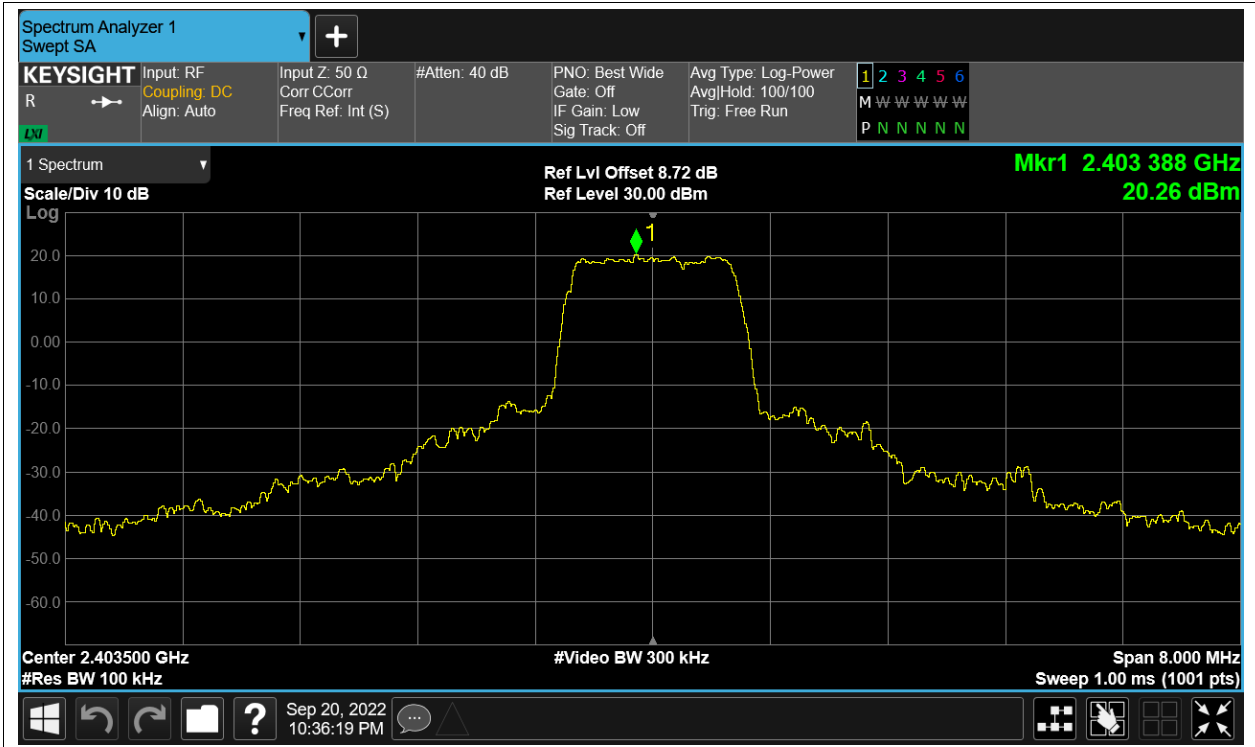 Spectrum Analyzer 1
Swept SA
KEYSIGHT
R
LXI
Input: RF
Coupling: DC
Align: Auto
Input Z: 50 Ω
Corr CCorr
Freq Ref: Int (S)
#Atten: 40 dB
PNO: Best Wide
Gate: Off
IF Gain: Low
Sig Track: Off
Avg Type: Log-Power
Avg|Hold: 100/100
Trig: Free Run
1 2 3 4 5 6
M W W W W W
P N N N N N
1 Spectrum
Scale/Div 10 dB
Log
Ref Lvl Offset 8.72 dB
Ref Level 30.00 dBm
Mkr1 2.403 388 GHz
20.26 dBm
1
20.0
10.0
0.00
-10.0
-20.0
-30.0
-40.0
-50.0
-60.0
Center 2.403500 GHz
#Res BW 100 kHz
#Video BW 300 kHz
Span 8.000 MHz
Sweep 1.00 ms (1001 pts)
?
Sep 20, 2022
10:36:19 PM